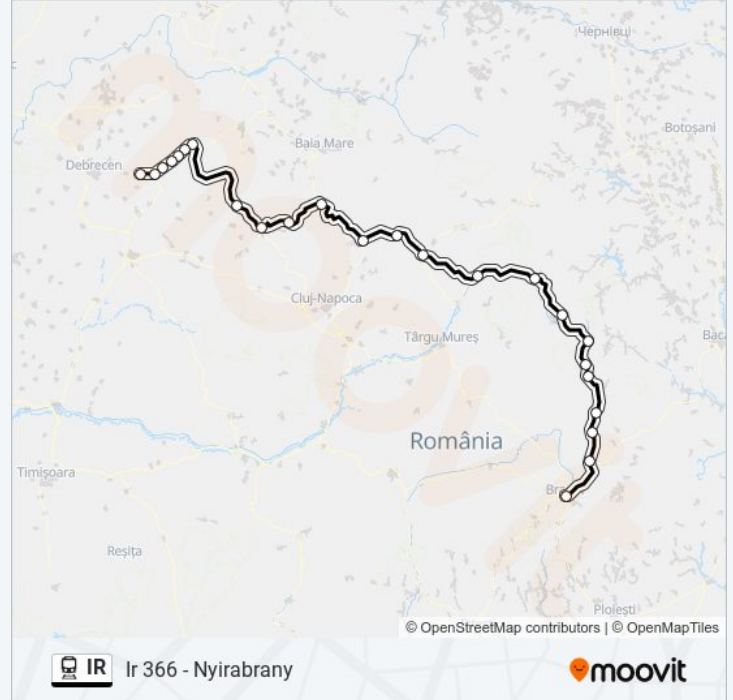 Чернівці
Botoșani
Baia Mare
Debrecen
Cluj-Napoca
Târgu Mureș
Bac
România
Timișoara
Bra
Reșița
Ploiești
© OpenStreetMap contributors | © OpenMapTiles
IR Ir 366 - Nyirabrany
moovit
moovit